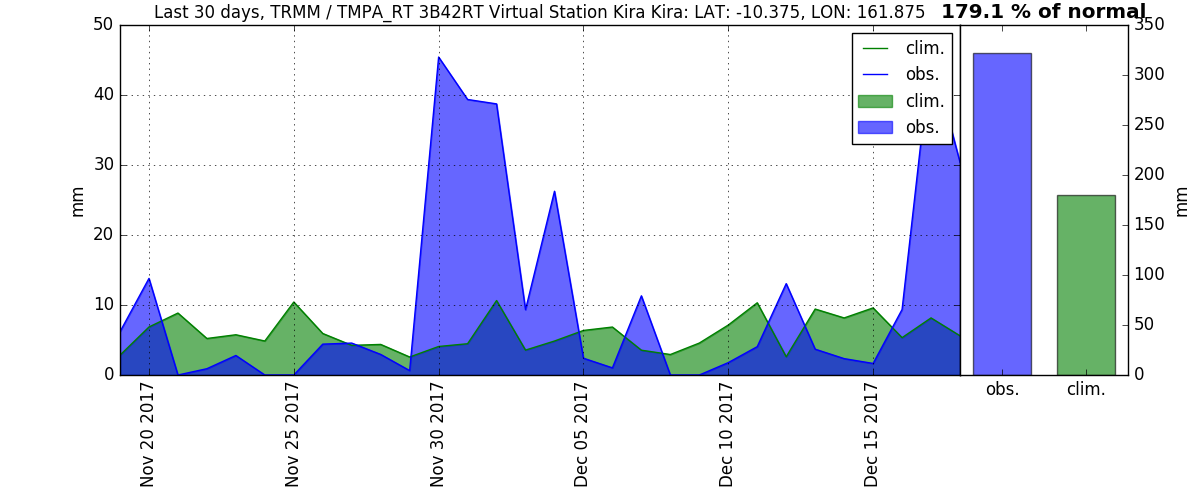 Last 30 days, TRMM / TMPA_RT 3B42RT Virtual Station Kira Kira: LAT: -10.375, LON: 161.875 179.1 % of normal
50
40
30
20
10
0
mm
clim.
obs.
clim.
obs.
350
300
250
200
150
100
50
0
mm
obs. clim.
Nov 20 2017
Nov 25 2017
Nov 30 2017
Dec 05 2017
Dec 10 2017
Dec 15 2017